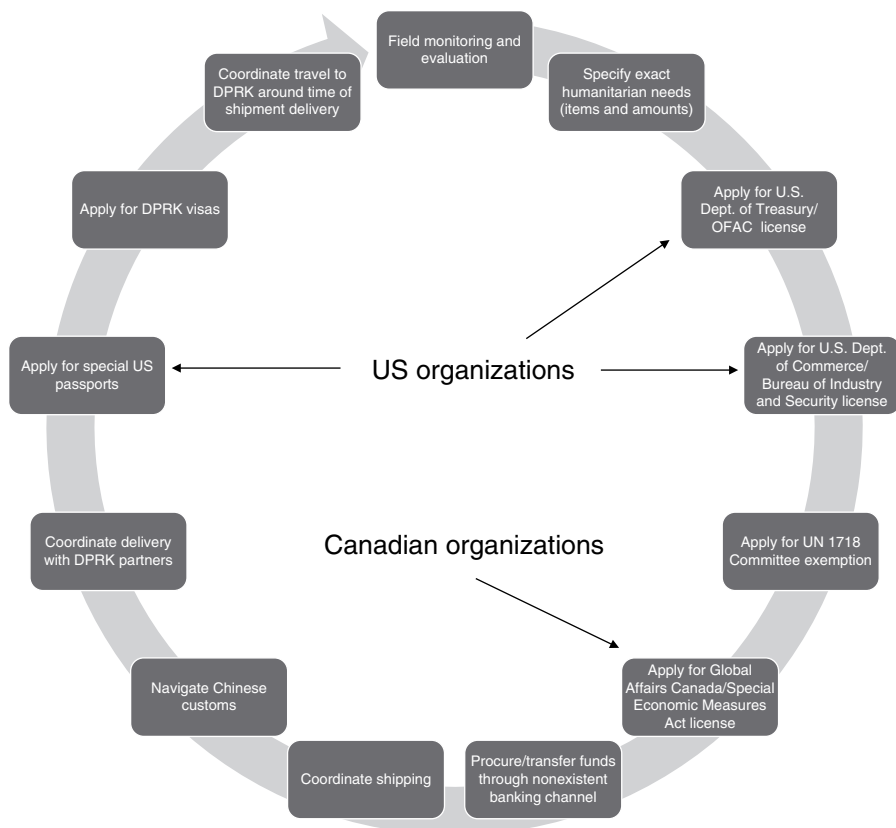 Field monitoring and
evaluation
Specify exact
humanitarian needs
(items and amounts)
Apply for U.S.
Dept. of Treasury/
OFAC license
Apply for U.S. Dept.
of Commerce/
Bureau of Industry
and Security license
Apply for UN 1718
Committee exemption
Apply for Global
Affairs Canada/Special
Economic Measures
Act license
Procure/transfer funds
through nonexistent
banking channel
Coordinate shipping
Navigate Chinese
customs
Coordinate delivery
with DPRK partners
Apply for special US
passports
Apply for DPRK visas
Coordinate travel to
DPRK around time of
shipment delivery
US organizations
Canadian organizations